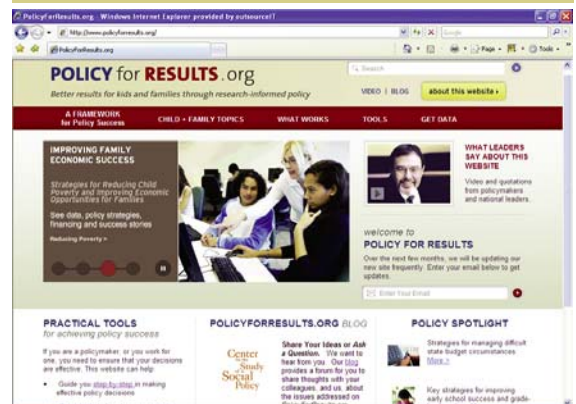 PolicyForResults.org - Windows Internet Explorer provided by outsourceIT
http://www.policyforresults.org/
Google
PolicyForResults.org
Page
Tools
POLICY for RESULTS.org
Better results for kids and families through research-informed policy
Search
VIDEO | BLOG
about this website
A FRAMEWORK
for Policy Success
CHILD + FAMILY TOPICS
WHAT WORKS
TOOLS
GET DATA
IMPROVING FAMILY
ECONOMIC SUCCESS
Strategies for Reducing Child
Poverty and Improving Economic
Opportunities for Families
See data, policy strategies,
financing and success stories
Reducing Poverty >
WHAT LEADERS
SAY ABOUT THIS
WEBSITE
Video and quotations
from policymakers
and national leaders.
welcome to
POLICY FOR RESULTS
Over the next few months, we will be updating our
new site frequently. Enter your email below to get
updates.
Enter Your Email
PRACTICAL TOOLS
for achieving policy success
If you are a policymaker, or you work for
one, you need to ensure that your decisions
are effective. This website can help
• Guide you step-by-step in making
effective policy decisions
POLICYFORRESULTS.ORG BLOG
Center
for the
Study
of
Social
Policy
Share Your Ideas or Ask
a Question. We want to
hear from you. Our blog
provides a forum for you to
share thoughts with your
colleagues, and us, about
the issues addressed on
POLICY SPOTLIGHT
Strategies for managing difficult
state budget circumstances
More >
Key strategies for improving
early school success and grade-